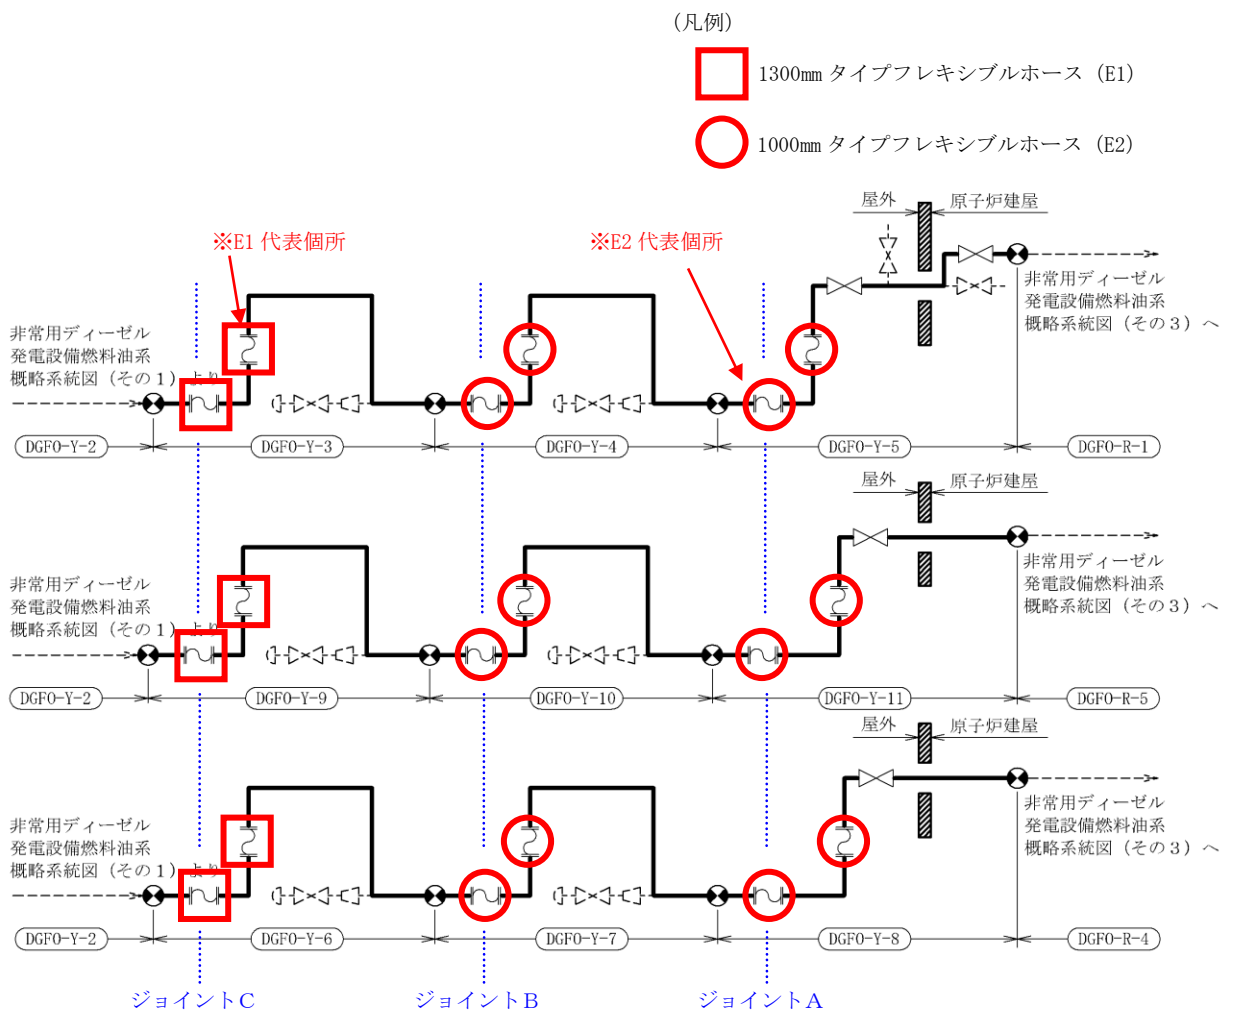 (凡例)
1300mm タイプフレキシブルホース (E1)
1000mm タイプフレキシブルホース (E2)
屋外 原子炉建屋
※E1 代表個所 ※E2 代表個所
非常用ディーゼル
発電設備燃料油系
概略系統図 (その1) より
非常用ディーゼル
発電設備燃料油系
概略系統図 (その3) へ
DGFO-Y-2 DGFO-Y-3 DGFO-Y-4 DGFO-Y-5 DGFO-R-1
屋外 原子炉建屋
非常用ディーゼル
発電設備燃料油系
概略系統図 (その1) より
非常用ディーゼル
発電設備燃料油系
概略系統図 (その3) へ
DGFO-Y-2 DGFO-Y-9 DGFO-Y-10 DGFO-Y-11 DGFO-R-5
屋外 原子炉建屋
非常用ディーゼル
発電設備燃料油系
概略系統図 (その1) より
非常用ディーゼル
発電設備燃料油系
概略系統図 (その3) へ
DGFO-Y-2 DGFO-Y-6 DGFO-Y-7 DGFO-Y-8 DGFO-R-4
ジョイントC ジョイントB ジョイントA